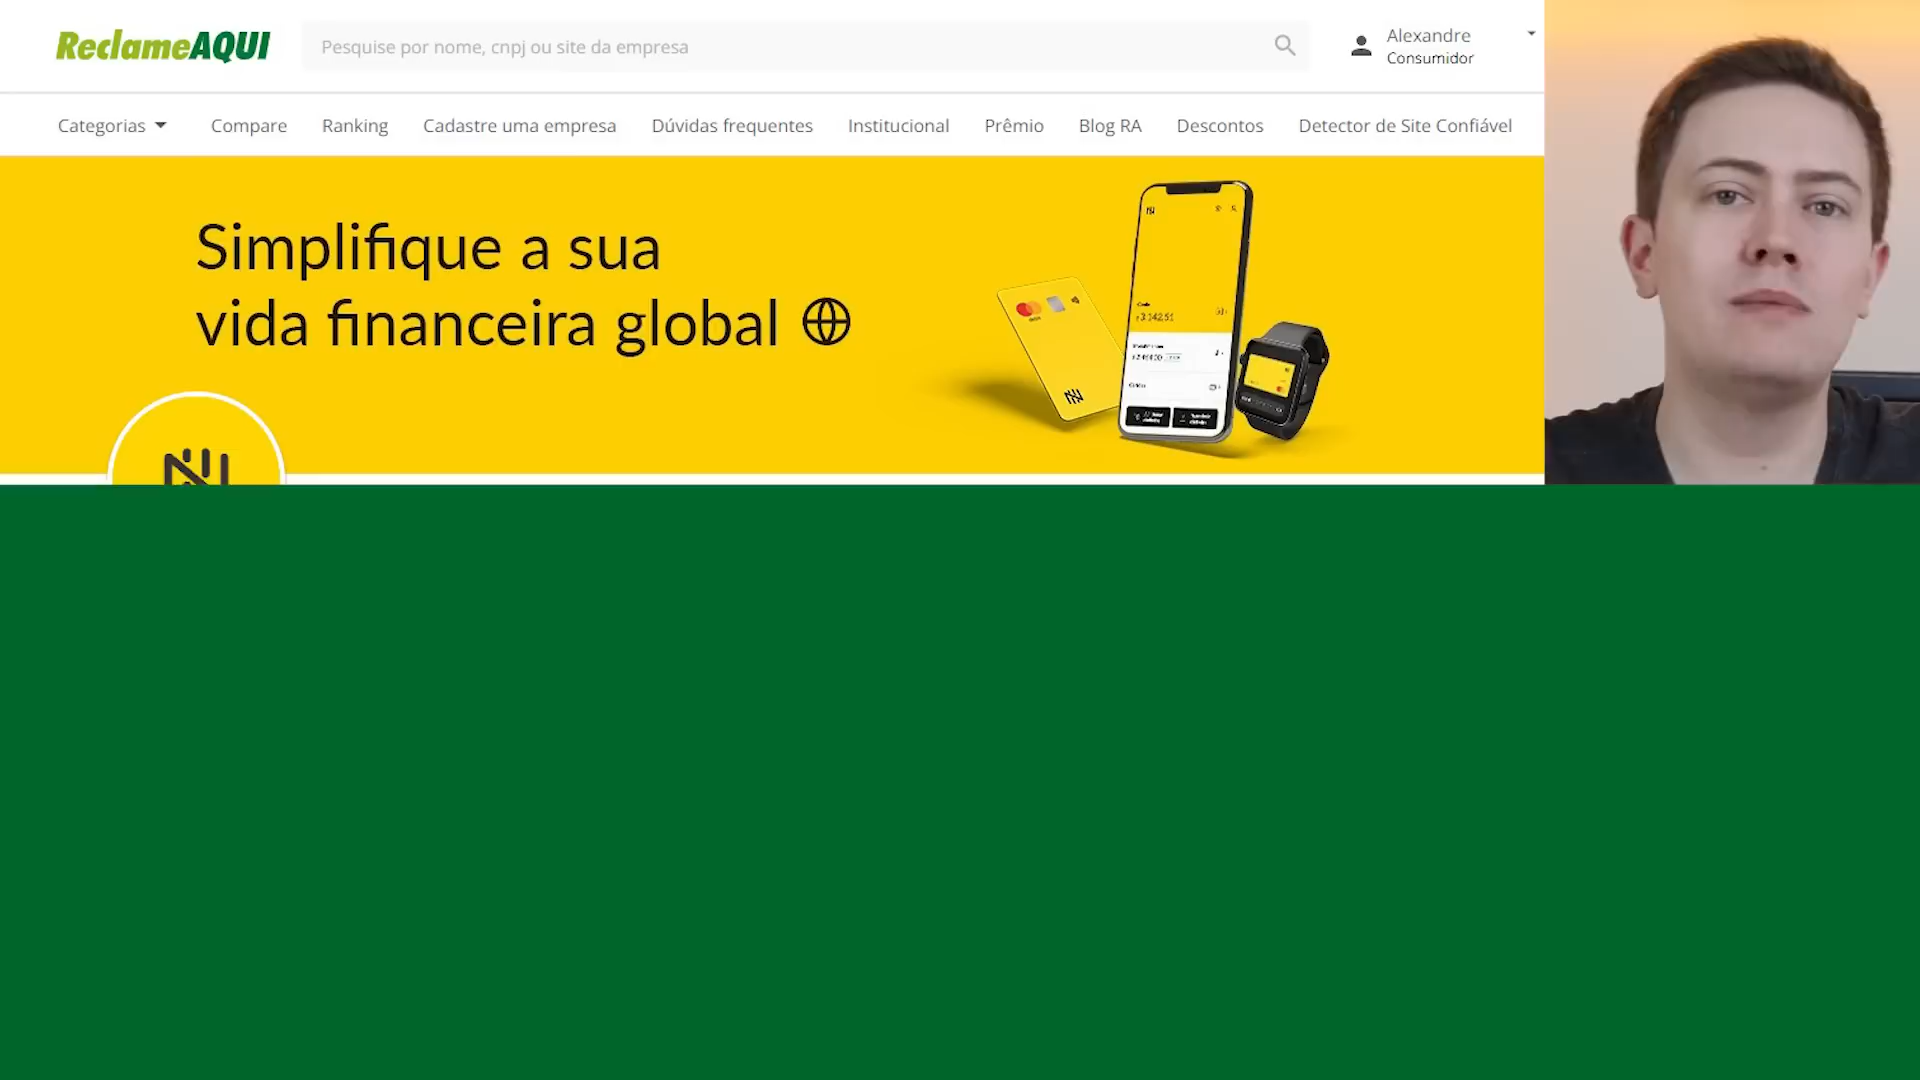 ReclameAQUI
Pesquise por nome, cnpj ou site da empresa
Alexandre
Consumidor
Categorias
Compare
Ranking
Cadastre uma empresa
Dúvidas frequentes
Institucional
Prêmio
Blog RA
Descontos
Detector de Site Confiável
Simplifique a sua
vida financeira global